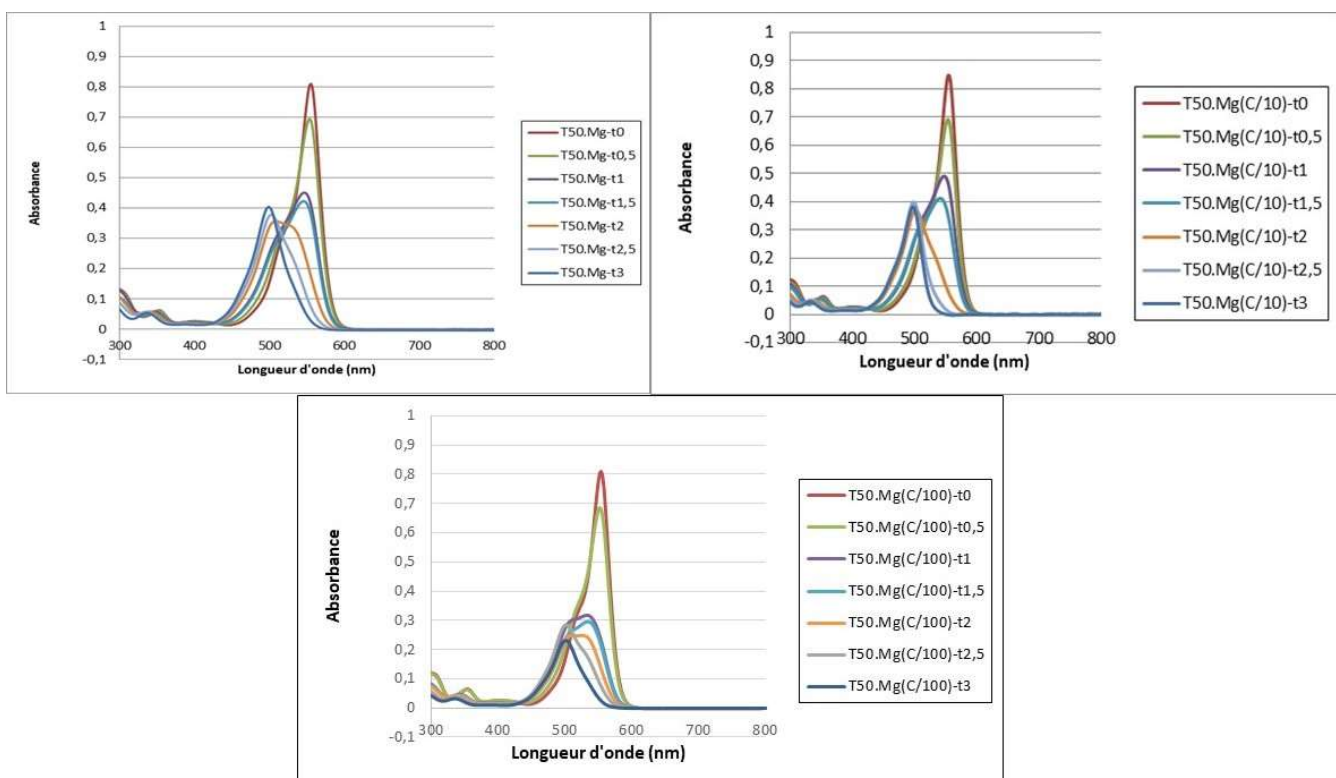 1
0,9
0,8
0,7
0,6
0,5
0,4
0,3
0,2
0,1
0
-0,1
300 400 500 600 700 800
Absorbance
Longueur d'onde (nm)
T50.Mg-t0
T50.Mg-t0,5
T50.Mg-t1
T50.Mg-t1,5
T50.Mg-t2
T50.Mg-t2,5
T50.Mg-t3
1
0,9
0,8
0,7
0,6
0,5
0,4
0,3
0,2
0,1
0
-0,1
300 400 500 600 700 800
Absorbance
Longueur d'onde (nm)
T50.Mg(C/10)-t0
T50.Mg(C/10)-t0,5
T50.Mg(C/10)-t1
T50.Mg(C/10)-t1,5
T50.Mg(C/10)-t2
T50.Mg(C/10)-t2,5
T50.Mg(C/10)-t3
1
0,9
0,8
0,7
0,6
0,5
0,4
0,3
0,2
0,1
0
-0,1
300 400 500 600 700 800
Absorbance
Longueur d'onde (nm)
T50.Mg(C/100)-t0
T50.Mg(C/100)-t0,5
T50.Mg(C/100)-t1
T50.Mg(C/100)-t1,5
T50.Mg(C/100)-t2
T50.Mg(C/100)-t2,5
T50.Mg(C/100)-t3